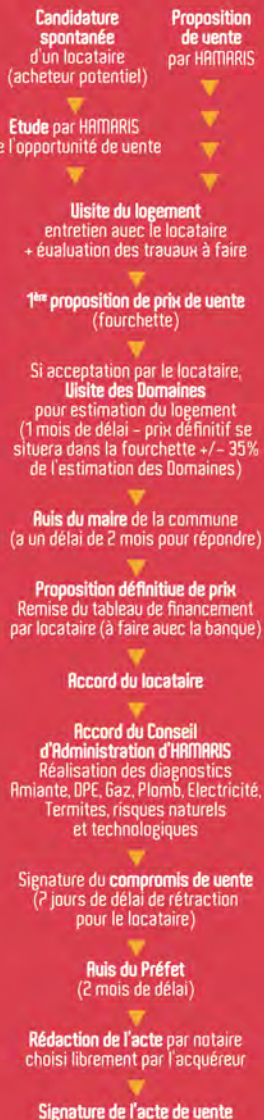 Candidature
spontanée
d'un locataire
(acheteur potentiel)
Proposition
de vente
par HAMARIS
Etude par HAMARIS
e l'opportunité de vente
Visite du logement
entretien avec le locataire
+ évaluation des travaux à faire
1ère proposition de prix de vente
(fourchette)
Si acceptation par le locataire,
Visite des Domaines
pour estimation du logement
(1 mois de délai - prix définitif se
situera dans la fourchette +/- 35%
de l'estimation des Domaines)
Avis du maire de la commune
(a un délai de 2 mois pour répondre)
Proposition définitive de prix
Remise du tableau de financement
par locataire (à faire avec la banque)
Accord du locataire
Accord du Conseil
d'Administration d'HAMARIS
Réalisation des diagnostics
Amiante, DPE, Gaz, Plomb, Electricité,
Termites, risques naturels
et technologiques
Signature du compromis de vente
(7 jours de délai de rétraction
pour le locataire)
Avis du Préfet
(2 mois de délai)
Rédaction de l'acte par notaire
choisi librement par l'acquéreur
Signature de l'acte de vente